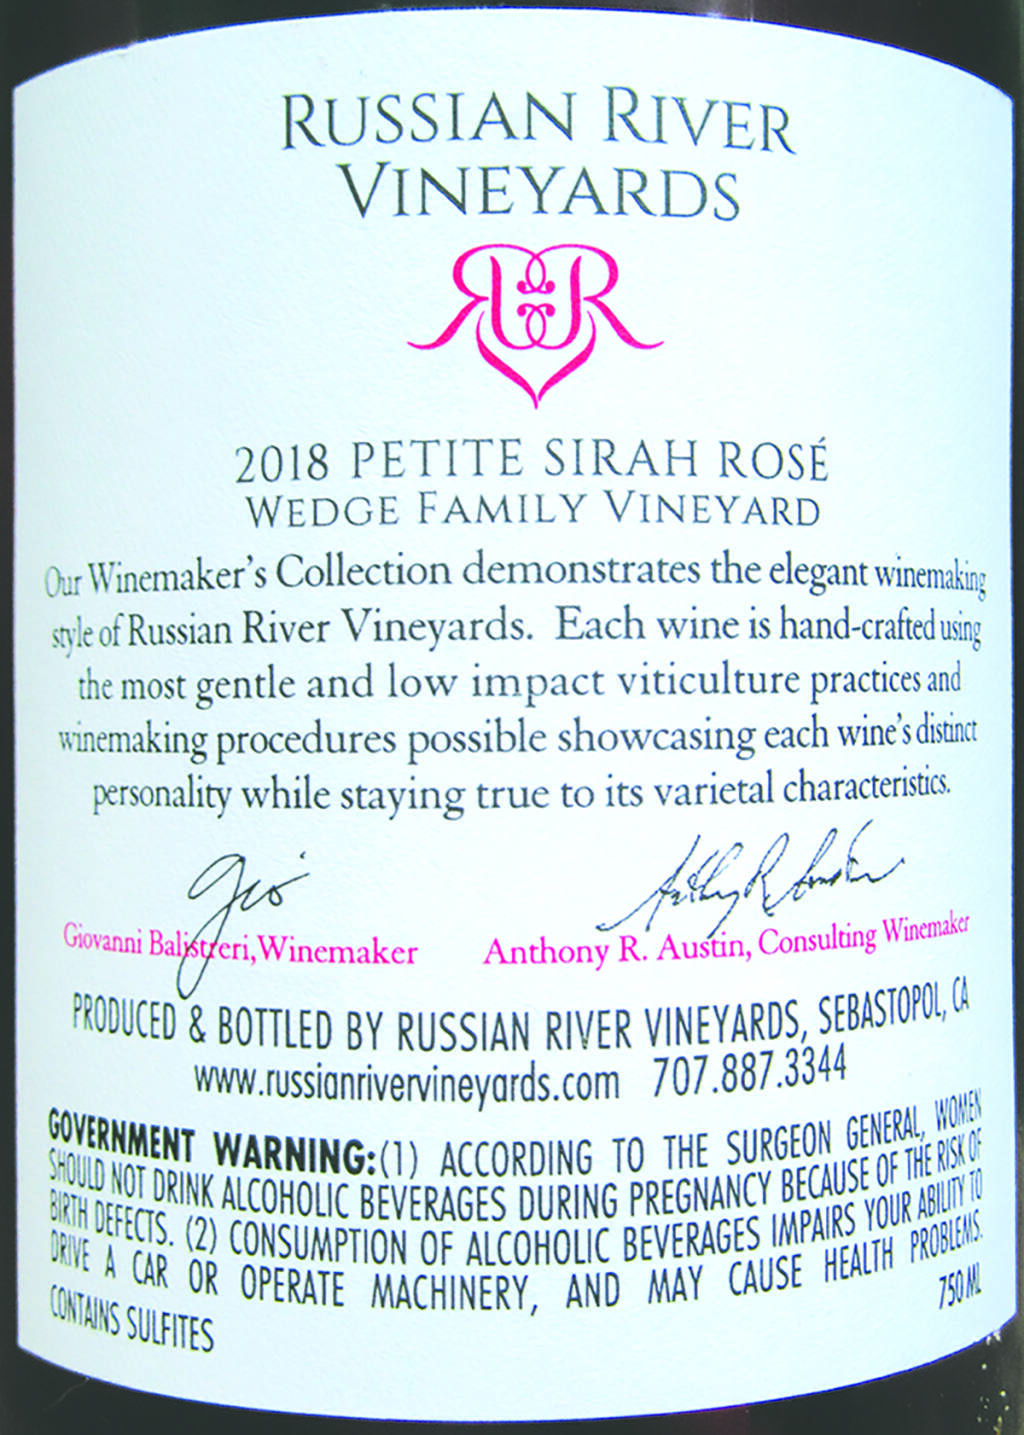 RUSSIAN RIVER
VINEYARDS
2018 PETITE SIRAH ROSÉ
WEDGE FAMILY VINEYARD
Our Winemaker's Collection demonstrates the elegant winemaking
style of Russian River Vineyards. Each wine is hand-crafted using
the most gentle and low impact viticulture practices and
winemaking procedures possible showcasing each wine's distinct
personality while staying true to its varietal characteristics.
Gio Anthony R. Austin
Giovanni Balistreri, Winemaker Anthony R. Austin, Consulting Winemaker
PRODUCED & BOTTLED BY RUSSIAN RIVER VINEYARDS, SEBASTOPOL, CA
www.russianrivervineyards.com 707.887.3344
GOVERNMENT WARNING:(1) ACCORDING TO THE SURGEON GENERAL, WOMEN
SHOULD NOT DRINK ALCOHOLIC BEVERAGES DURING PREGNANCY BECAUSE OF THE RISK OF
BIRTH DEFECTS. (2) CONSUMPTION OF ALCOHOLIC BEVERAGES IMPAIRS YOUR ABILITY TO
DRIVE A CAR OR OPERATE MACHINERY, AND MAY CAUSE HEALTH PROBLEMS.
CONTAINS SULFITES 750 ML